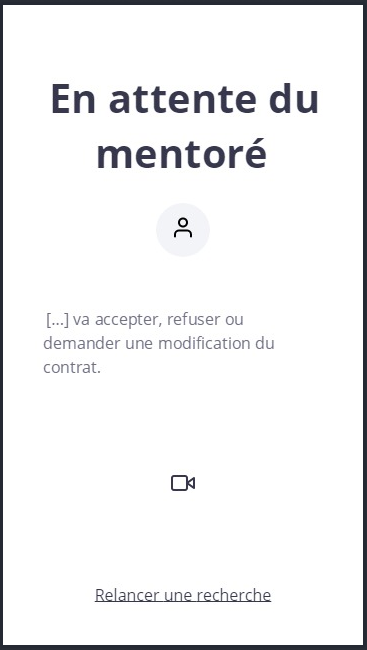 En attente du
mentoré
[...] va accepter, refuser ou
demander une modification du
contrat.
Relancer une recherche